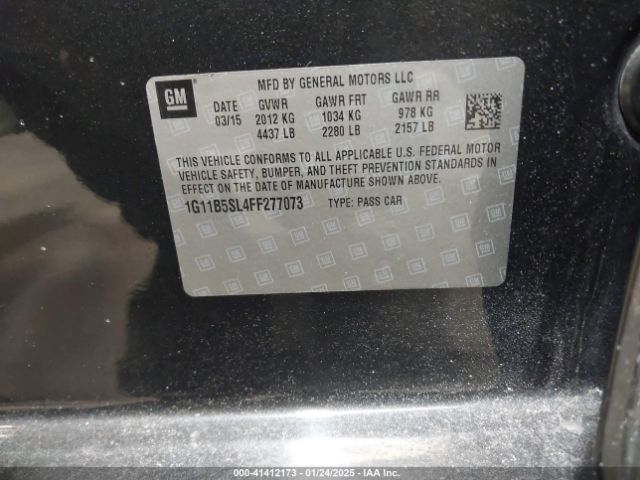 GM
MFD BY GENERAL MOTORS LLC
DATE GVWR GAWR FRT GAWR RR
03/15 2012 KG 1034 KG 978 KG
4437 LB 2280 LB 2157 LB
THIS VEHICLE CONFORMS TO ALL APPLICABLE U.S. FEDERAL MOTOR
VEHICLE SAFETY, BUMPER, AND THEFT PREVENTION STANDARDS IN
EFFECT ON THE DATE OF MANUFACTURE SHOWN ABOVE.
1G11B5SL4FF277073 TYPE: PASS CAR
000-41412173 - 01/24/2025 - IAA Inc.